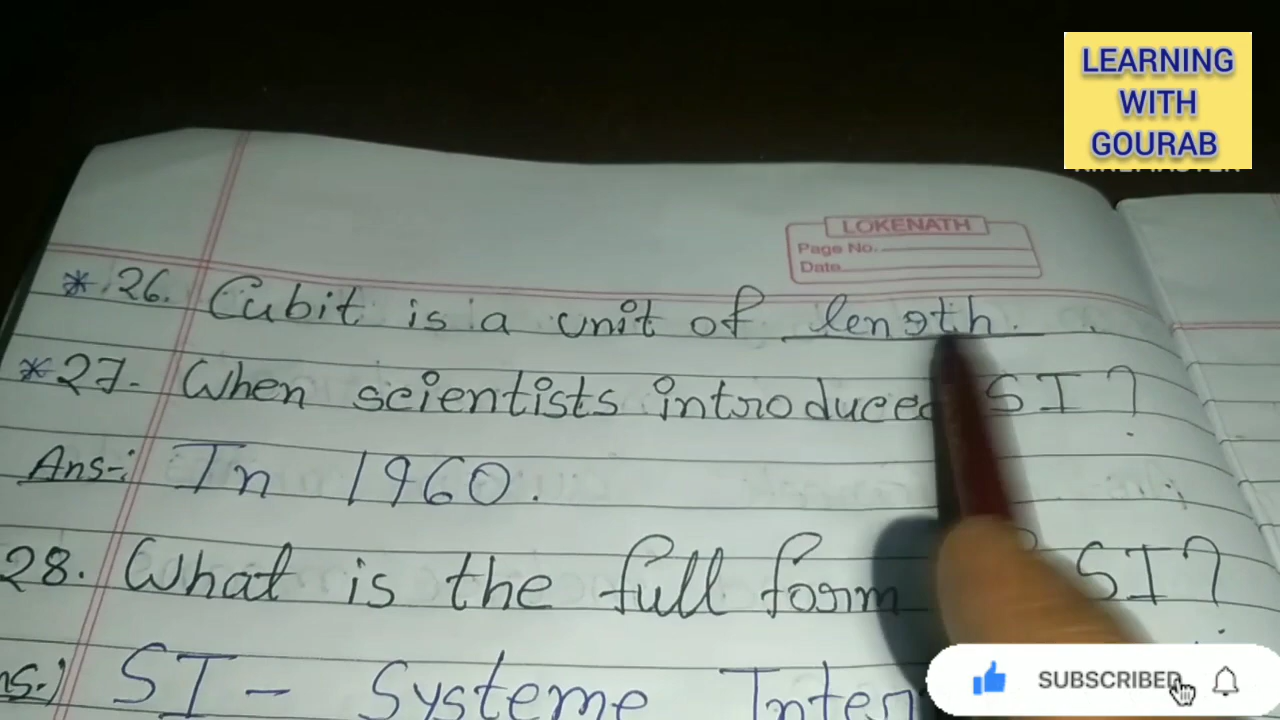 LEARNING
WITH
GOURAB
LOKENATH
Page No.
Date
* 26. Cubit is a unit of length.
* 27. When scientists introduced SI?
Ans-: In 1960.
28. What is the full form SI?
SI - Systeme
SUBSCRIBED